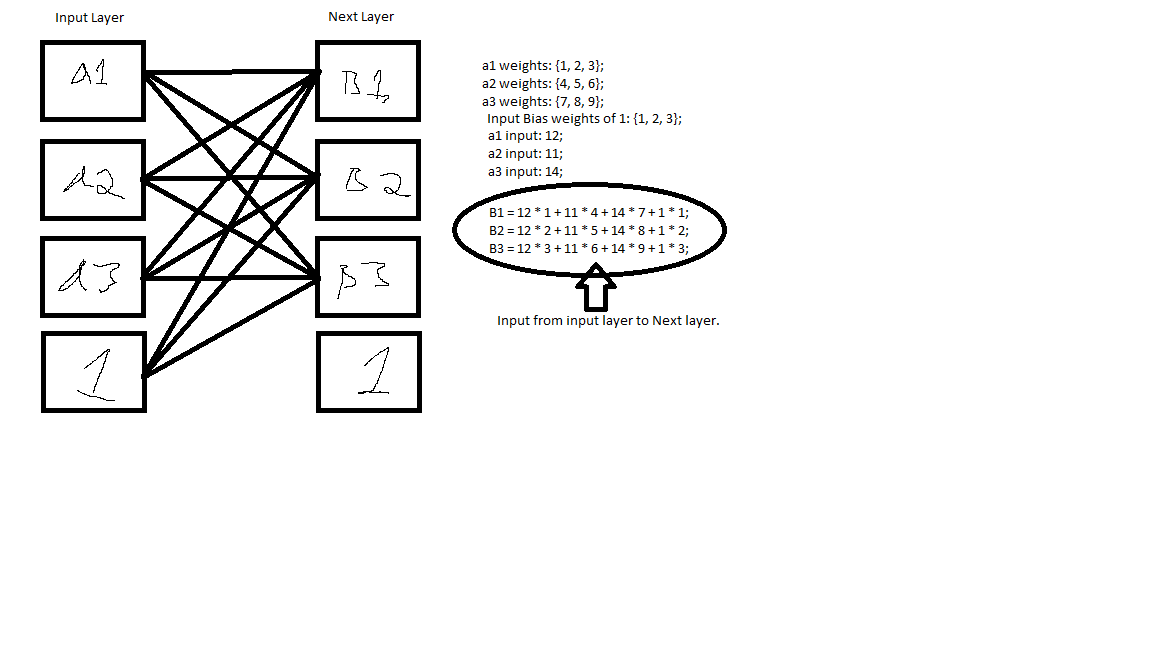 Input Layer
Next Layer
a1
B1
a2
B2
a3
B3
1
1
a1 weights: {1, 2, 3};
a2 weights: {4, 5, 6};
a3 weights: {7, 8, 9};
Input Bias weights of 1: {1, 2, 3};
a1 input: 12;
a2 input: 11;
a3 input: 14;
B1 = 12 * 1 + 11 * 4 + 14 * 7 + 1 * 1;
B2 = 12 * 2 + 11 * 5 + 14 * 8 + 1 * 2;
B3 = 12 * 3 + 11 * 6 + 14 * 9 + 1 * 3;
Input from input layer to Next layer.